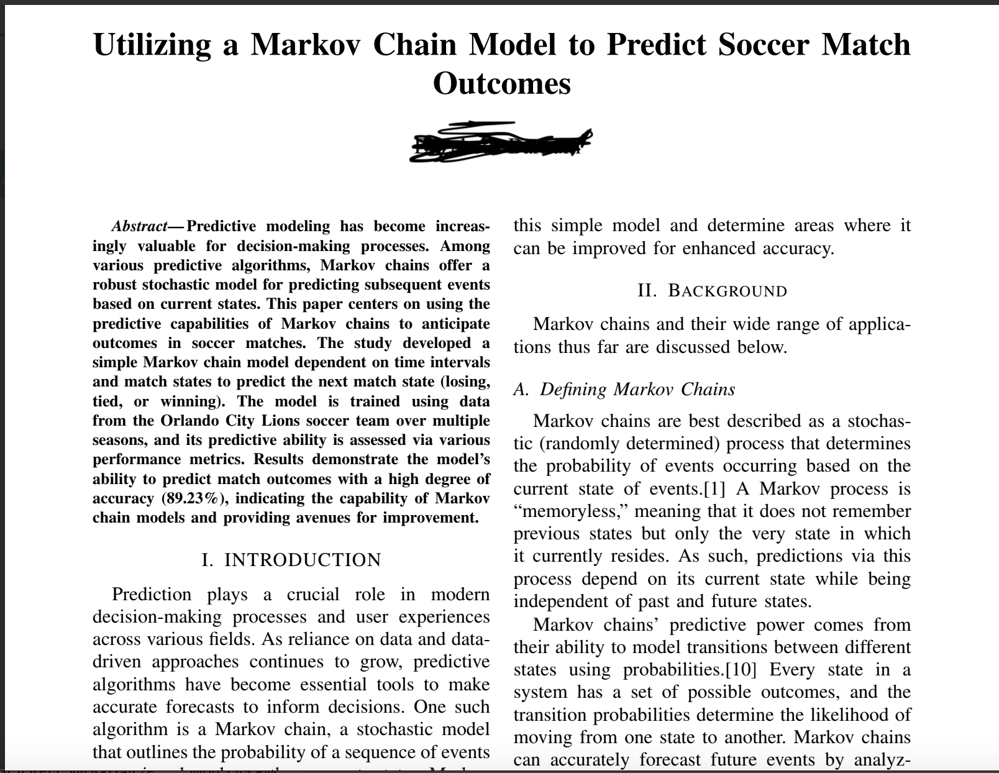 Utilizing a Markov Chain Model to Predict Soccer Match
Outcomes
Abstract—Predictive modeling has become increas-
ingly valuable for decision-making processes. Among
various predictive algorithms, Markov chains offer a
robust stochastic model for predicting subsequent events
based on current states. This paper centers on using the
predictive capabilities of Markov chains to anticipate
outcomes in soccer matches. The study developed a
simple Markov chain model dependent on time intervals
and match states to predict the next match state (losing,
tied, or winning). The model is trained using data
from the Orlando City Lions soccer team over multiple
seasons, and its predictive ability is assessed via various
performance metrics. Results demonstrate the model's
ability to predict match outcomes with a high degree of
accuracy (89.23%), indicating the capability of Markov
chain models and providing avenues for improvement.
I. INTRODUCTION
Prediction plays a crucial role in modern
decision-making processes and user experiences
across various fields. As reliance on data and data-
driven approaches continues to grow, predictive
algorithms have become essential tools to make
accurate forecasts to inform decisions. One such
algorithm is a Markov chain, a stochastic model
that outlines the probability of a sequence of events
this simple model and determine areas where it
can be improved for enhanced accuracy.
II. BACKGROUND
Markov chains and their wide range of applica-
tions thus far are discussed below.
A. Defining Markov Chains
Markov chains are best described as a stochas-
tic (randomly determined) process that determines
the probability of events occurring based on the
current state of events.[1] A Markov process is
“memoryless,” meaning that it does not remember
previous states but only the very state in which
it currently resides. As such, predictions via this
process depend on its current state while being
independent of past and future states.
Markov chains’ predictive power comes from
their ability to model transitions between different
states using probabilities.[10] Every state in a
system has a set of possible outcomes, and the
transition probabilities determine the likelihood of
moving from one state to another. Markov chains
can accurately forecast future events by analyz-